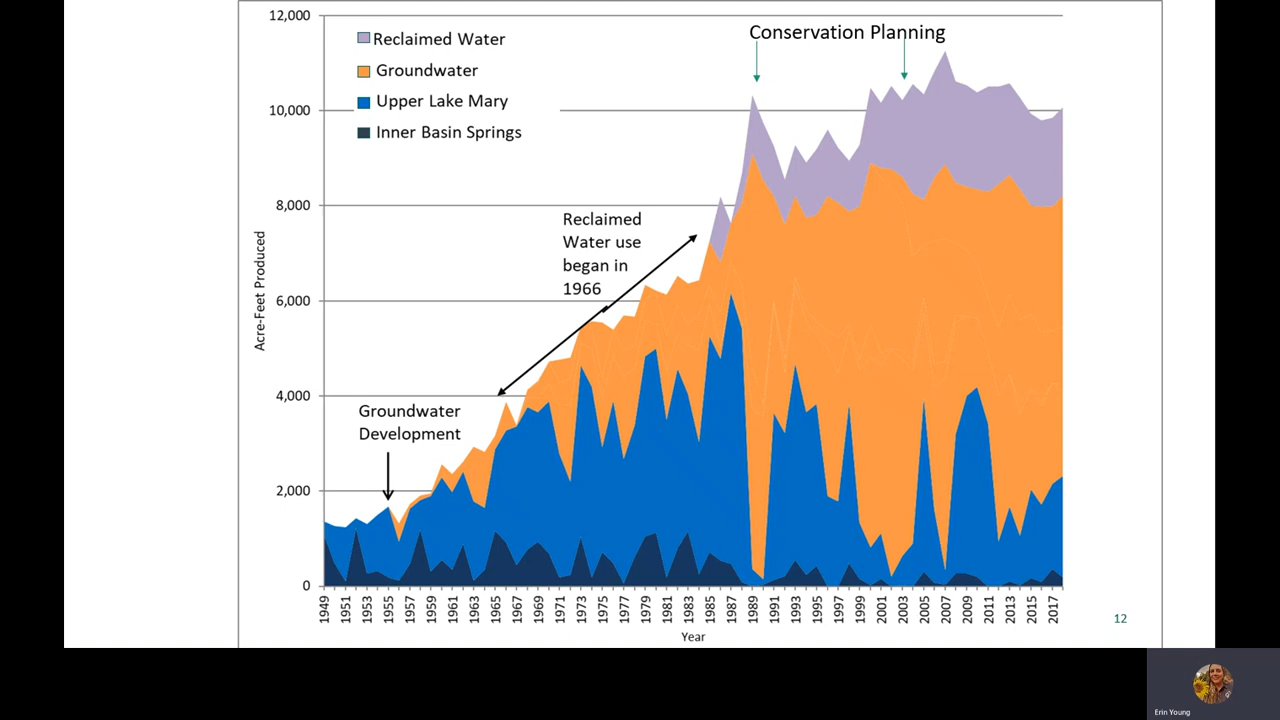 12,000
Conservation Planning
Reclaimed Water
Groundwater
Upper Lake Mary
Inner Basin Springs
10,000
8,000
Reclaimed
Water use
began in
1966
Acre-Feet Produced
6,000
4,000
Groundwater
Development
2,000
0
1949 1951 1953 1955 1957 1959 1961 1963 1965 1967 1969 1971 1973 1975 1977 1979 1981 1983 1985 1987 1989 1991 1993 1995 1997 1999 2001 2003 2005 2007 2009 2011 2013 2015 2017
Year
12
Erin Young